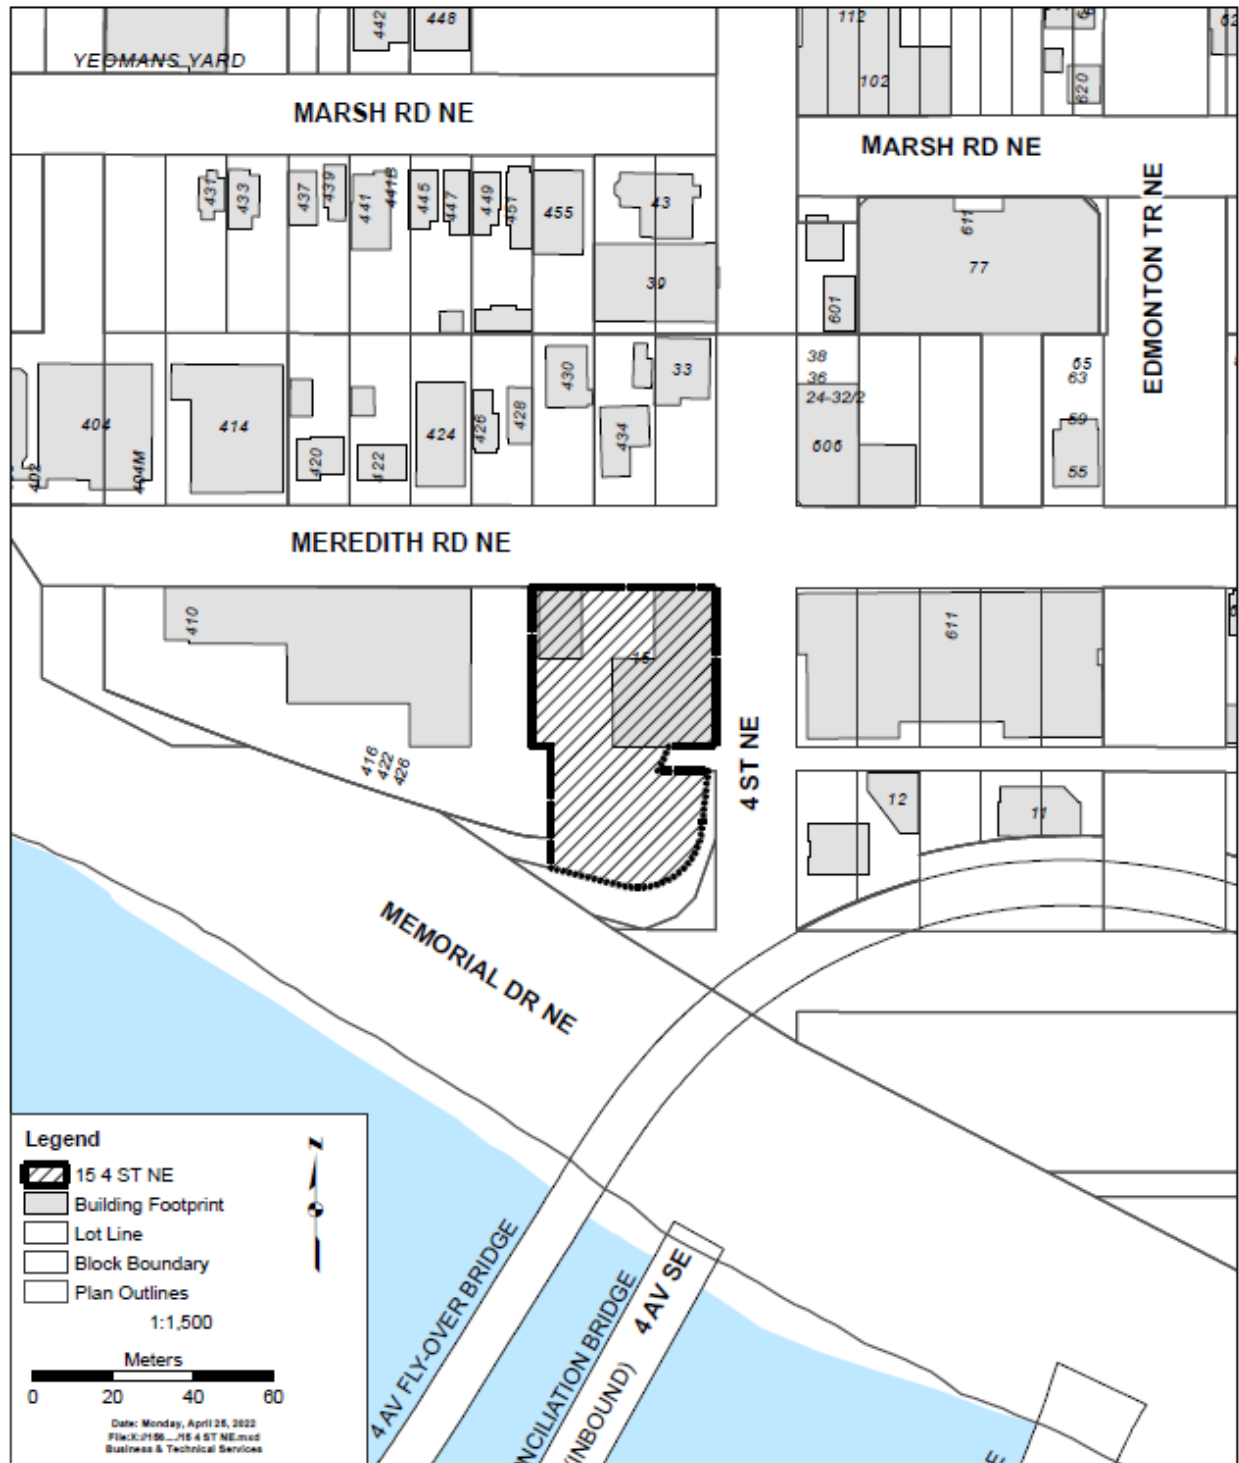 442
448
112
102
620
YEOMANS YARD
MARSH RD NE
MARSH RD NE
EDMONTON TR NE
431
433
437
439
441
441B
445
447
449
451
455
43
39
611
77
601
38
36
24-32/2
606
65
63
59
55
402
404
404M
414
420
422
424
426
428
430
434
33
MEREDITH RD NE
410
15
611
416
422
426
4 ST NE
12
11
MEMORIAL DR NE
Legend
15 4 ST NE
Building Footprint
Lot Line
Block Boundary
Plan Outlines
1:1,500
Meters
0 20 40 60
Date: Monday, April 25, 2022
Business & Technical Services
z
4 AV FLY-OVER BRIDGE
NCILIATION BRIDGE
(INBOUND)
4 AV SE